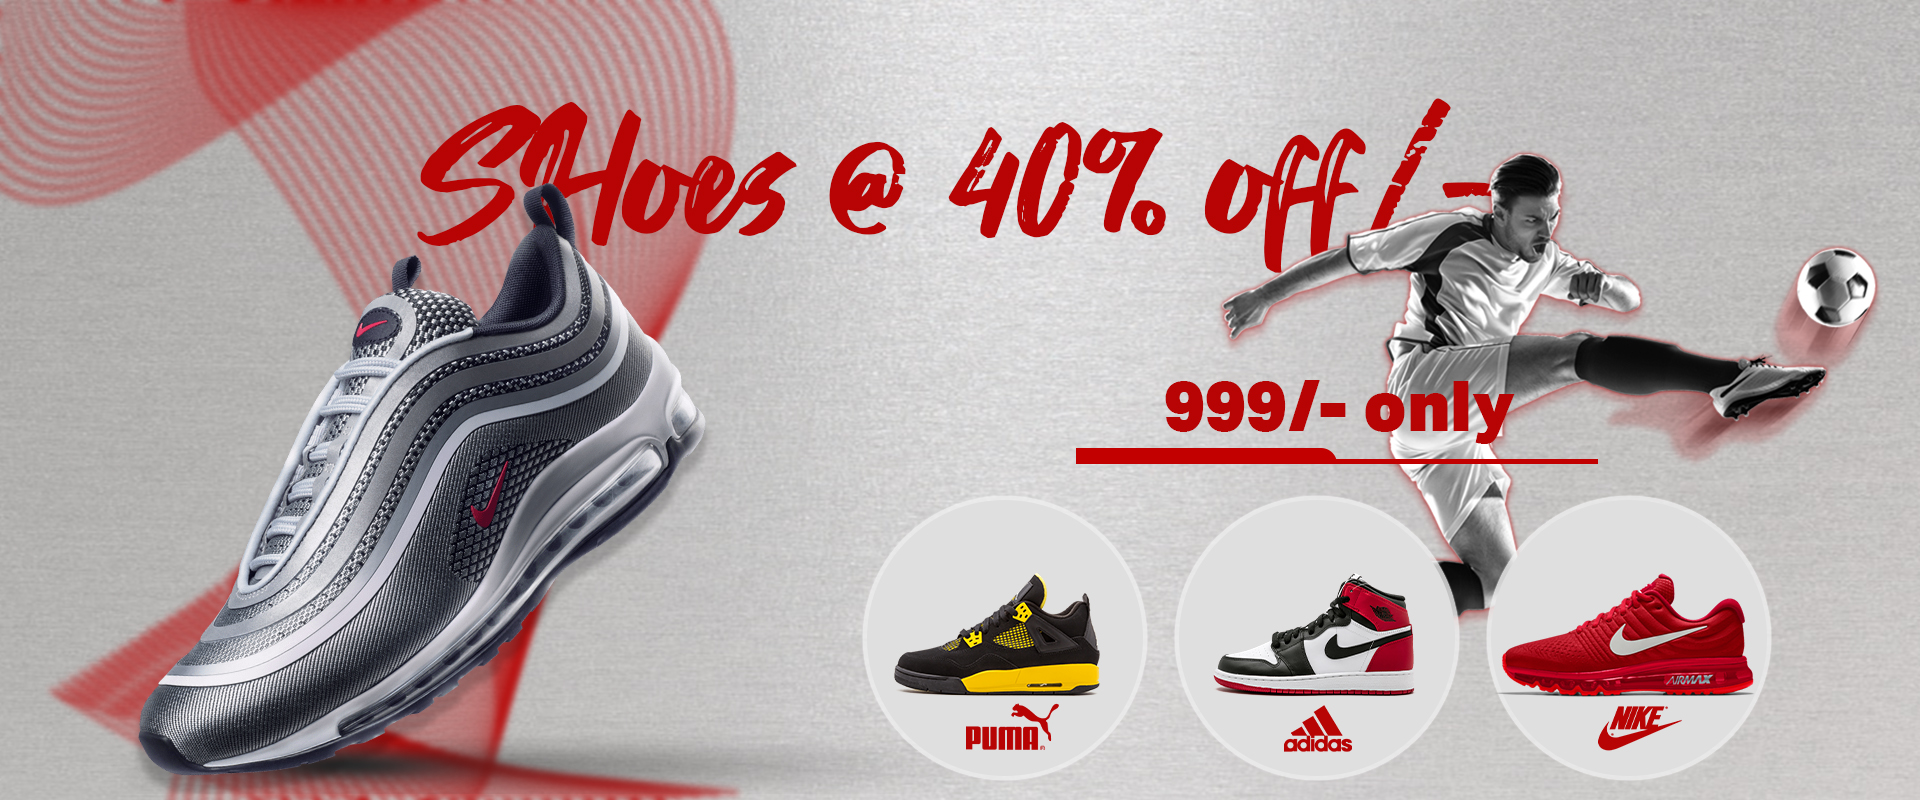 SHoes @ 40% off/-
999/- only
AIRMAX
PUMA
adidas
NIKE